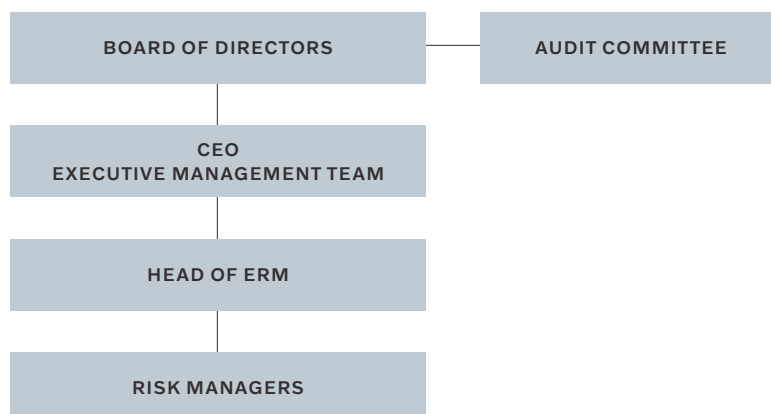 BOARD OF DIRECTORS
AUDIT COMMITTEE
CEO
EXECUTIVE MANAGEMENT TEAM
HEAD OF ERM
RISK MANAGERS